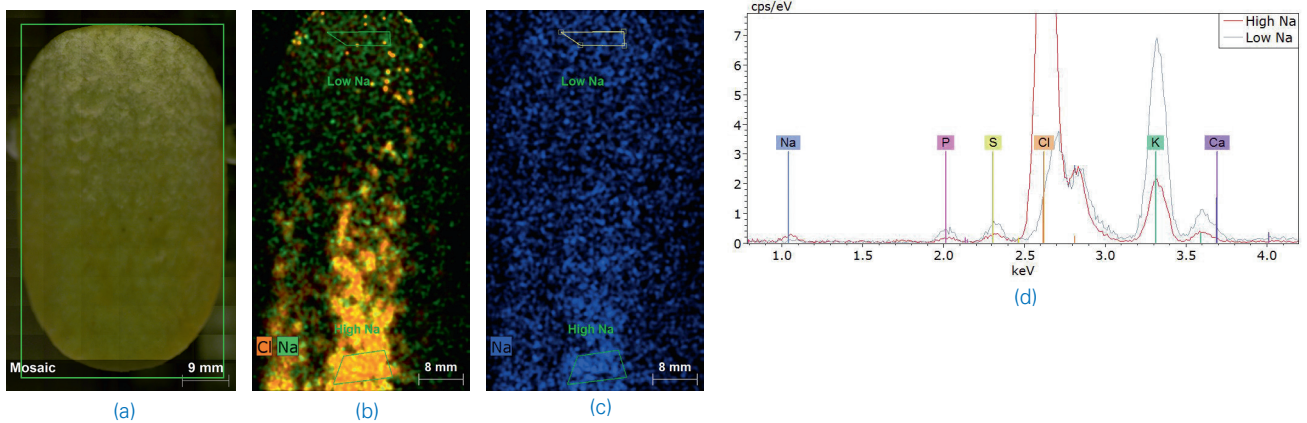 Mosaic
9 mm
(a)
Low Na
High Na
Cl Na
8 mm
(b)
Low Na
High Na
Na
8 mm
(c)
cps/eV
High Na
Low Na
7
6
5
4
3
2
1
0
Na
P
S
Cl
K
Ca
1.0
1.5
2.0
2.5
3.0
3.5
4.0
keV
(d)